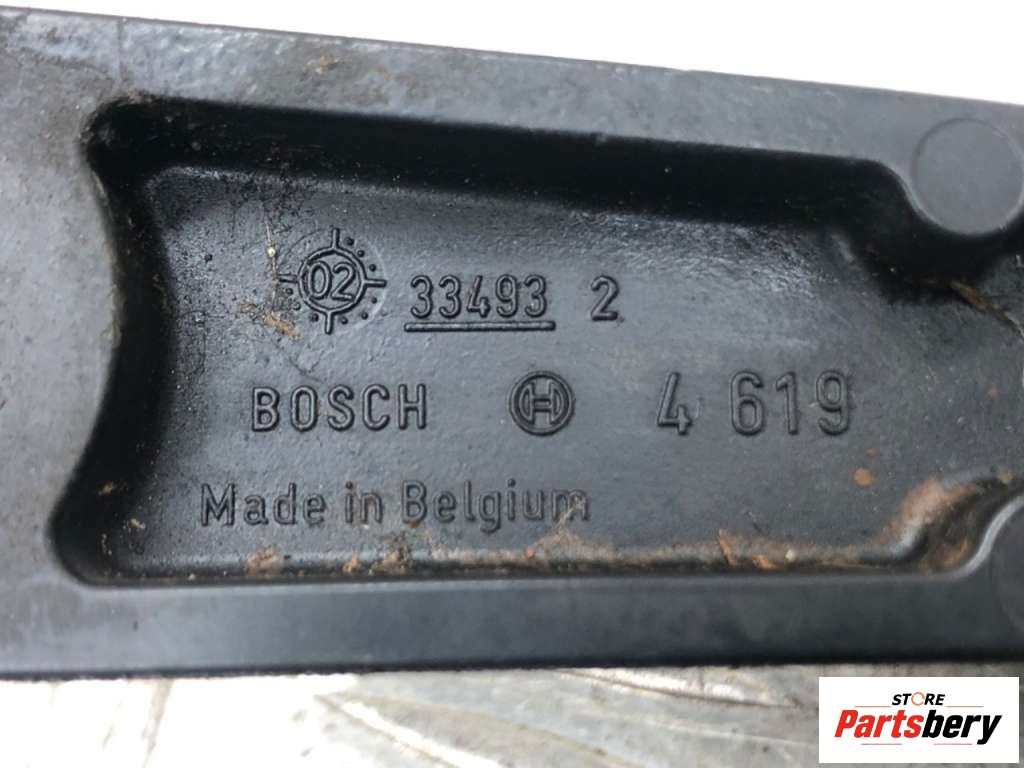 02 33493 2
BOSCH H 4 619
Made in Belgium
STORE
Partsbery